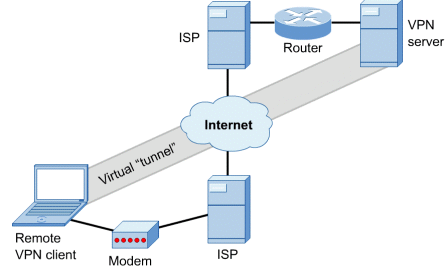 ISP
Router
VPN
server
Internet
Virtual “tunnel”
Remote
VPN client
Modem
ISP